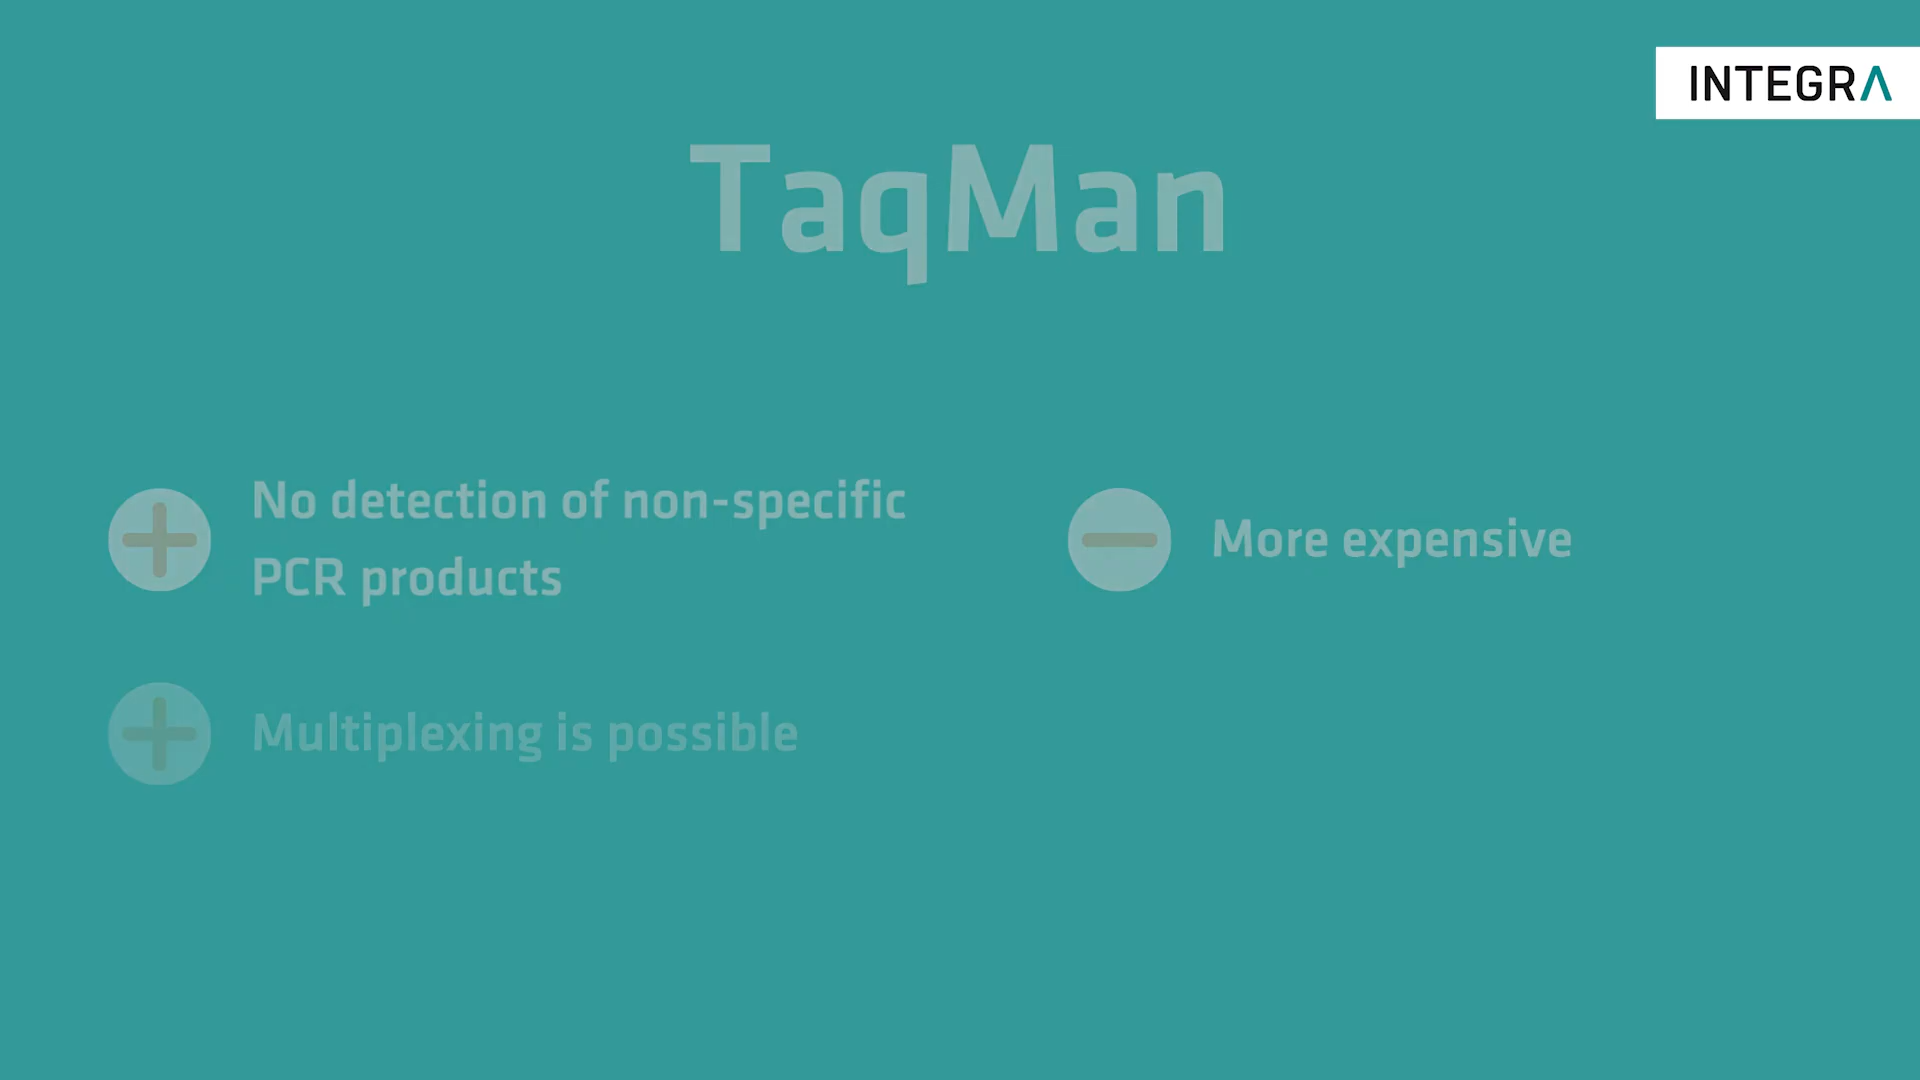 INTEGRA
TaqMan
No detection of non-specific
PCR products
Multiplexing is possible
More expensive